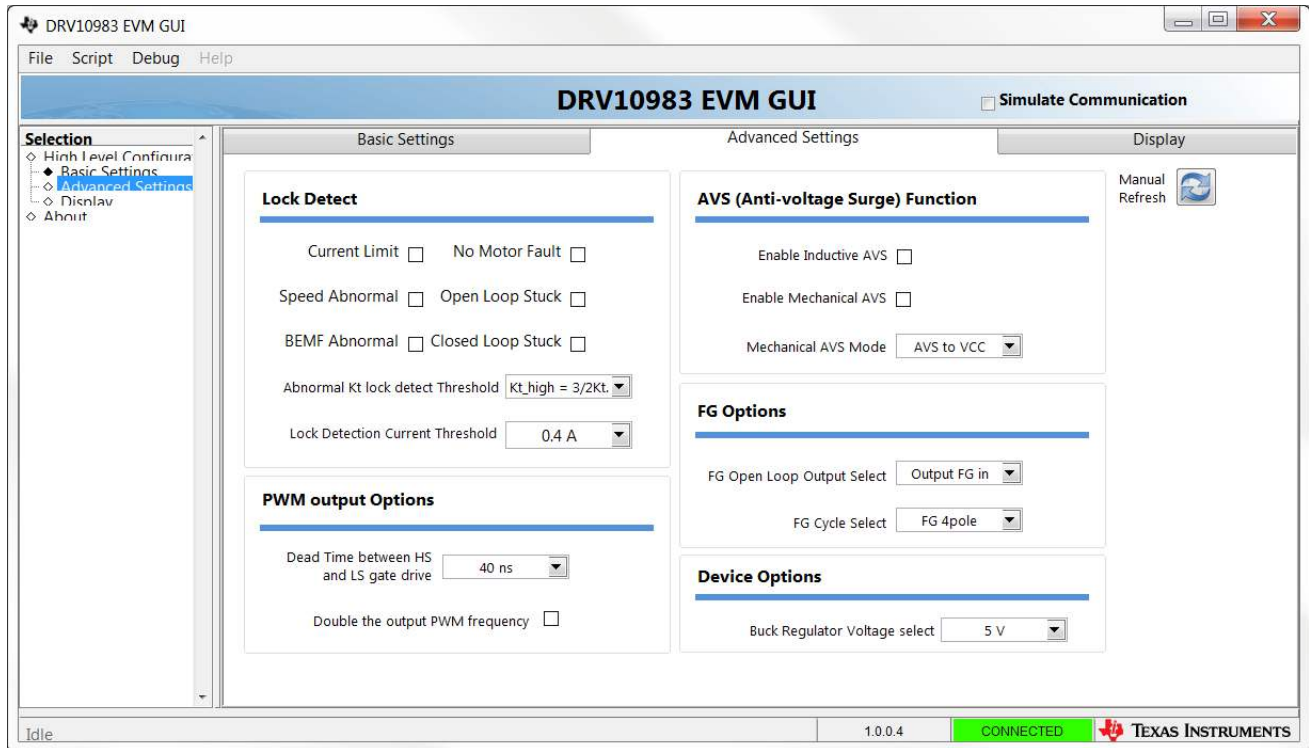 DRV10983 EVM GUI
File Script Debug Help
DRV10983 EVM GUI
Simulate Communication
Selection
High Level Configura
Basic Settings
Advanced Settings
Display
About
Basic Settings
Advanced Settings
Display
Manual
Refresh
Lock Detect
Current Limit No Motor Fault
Speed Abnormal Open Loop Stuck
BEMF Abnormal Closed Loop Stuck
Abnormal Kt lock detect Threshold Kt_high = 3/2Kt.
Lock Detection Current Threshold 0.4 A
PWM output Options
Dead Time between HS
and LS gate drive 40 ns
Double the output PWM frequency
AVS (Anti-voltage Surge) Function
Enable Inductive AVS
Enable Mechanical AVS
Mechanical AVS Mode AVS to VCC
FG Options
FG Open Loop Output Select Output FG in
FG Cycle Select FG 4pole
Device Options
Buck Regulator Voltage select 5 V
Idle 1.0.0.4 CONNECTED TEXAS INSTRUMENTS